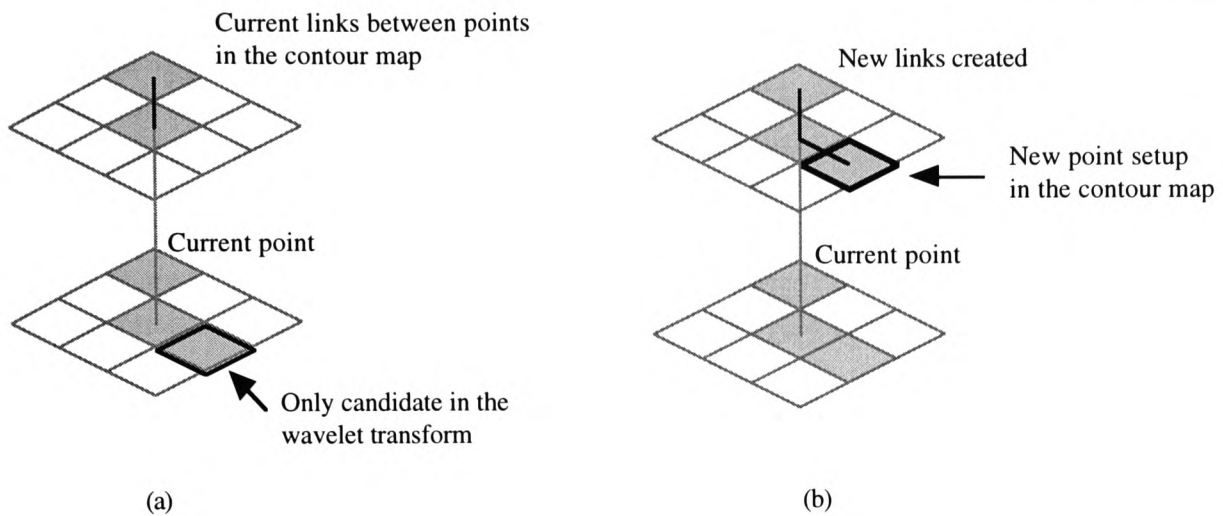 Current links between points
in the contour map
Current point
Only candidate in the
wavelet transform
(a)
New links created
New point setup
in the contour map
Current point
(b)